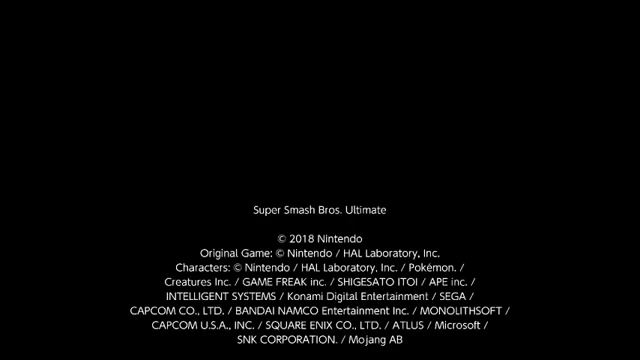 Super Smash Bros. Ultimate
© 2018 Nintendo
Original Game: © Nintendo / HAL Laboratory, Inc.
Characters: © Nintendo / HAL Laboratory, Inc. / Pokémon. /
Creatures Inc. / GAME FREAK inc. / SHIGESATO ITOI / APE inc. /
INTELLIGENT SYSTEMS / Konami Digital Entertainment / SEGA /
CAPCOM CO., LTD. / BANDAI NAMCO Entertainment Inc. / MONOLITHSOFT /
CAPCOM U.S.A., INC. / SQUARE ENIX CO., LTD. / ATLUS / Microsoft /
SNK CORPORATION. / Mojang AB